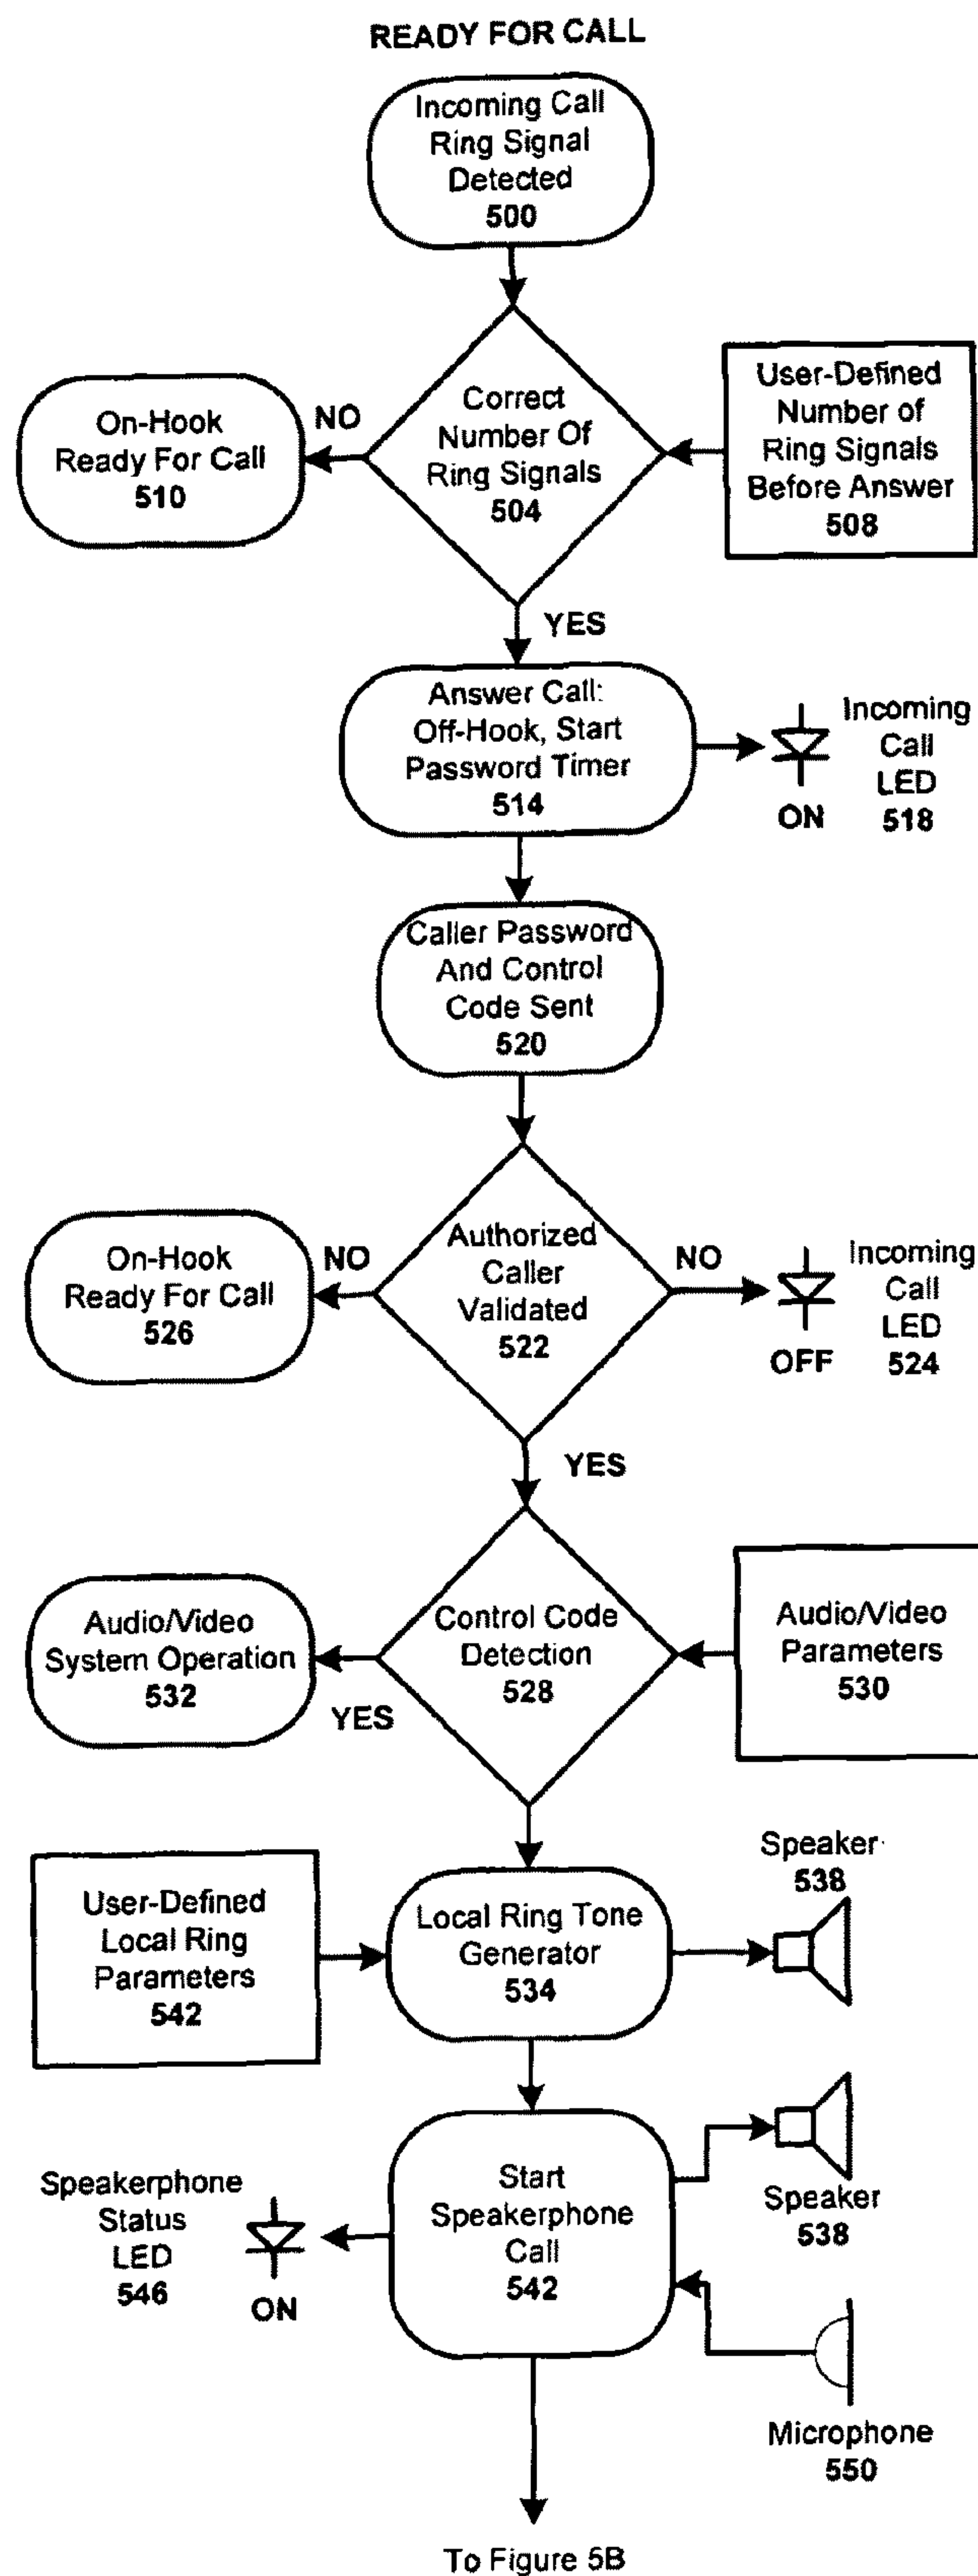 READY FOR CALL
Incoming Call
Ring Signal
Detected
500
Correct
Number Of
Ring Signals
504
User-Defined
Number of
Ring Signals
Before Answer
508
NO
On-Hook
Ready For Call
510
YES
Answer Call:
Off-Hook, Start
Password Timer
514
Incoming
Call
LED
518
ON
Caller Password
And Control
Code Sent
520
Authorized
Caller
Validated
522
NO
On-Hook
Ready For Call
526
NO
Incoming
Call
LED
524
OFF
YES
Control Code
Detection
528
Audio/Video
Parameters
530
Audio/Video
System Operation
532
YES
User-Defined
Local Ring
Parameters
542
Local Ring Tone
Generator
534
Speaker
538
Start
Speakerphone
Call
542
Speakerphone
Status
LED
546
ON
Speaker
538
Microphone
550
To Figure 5B